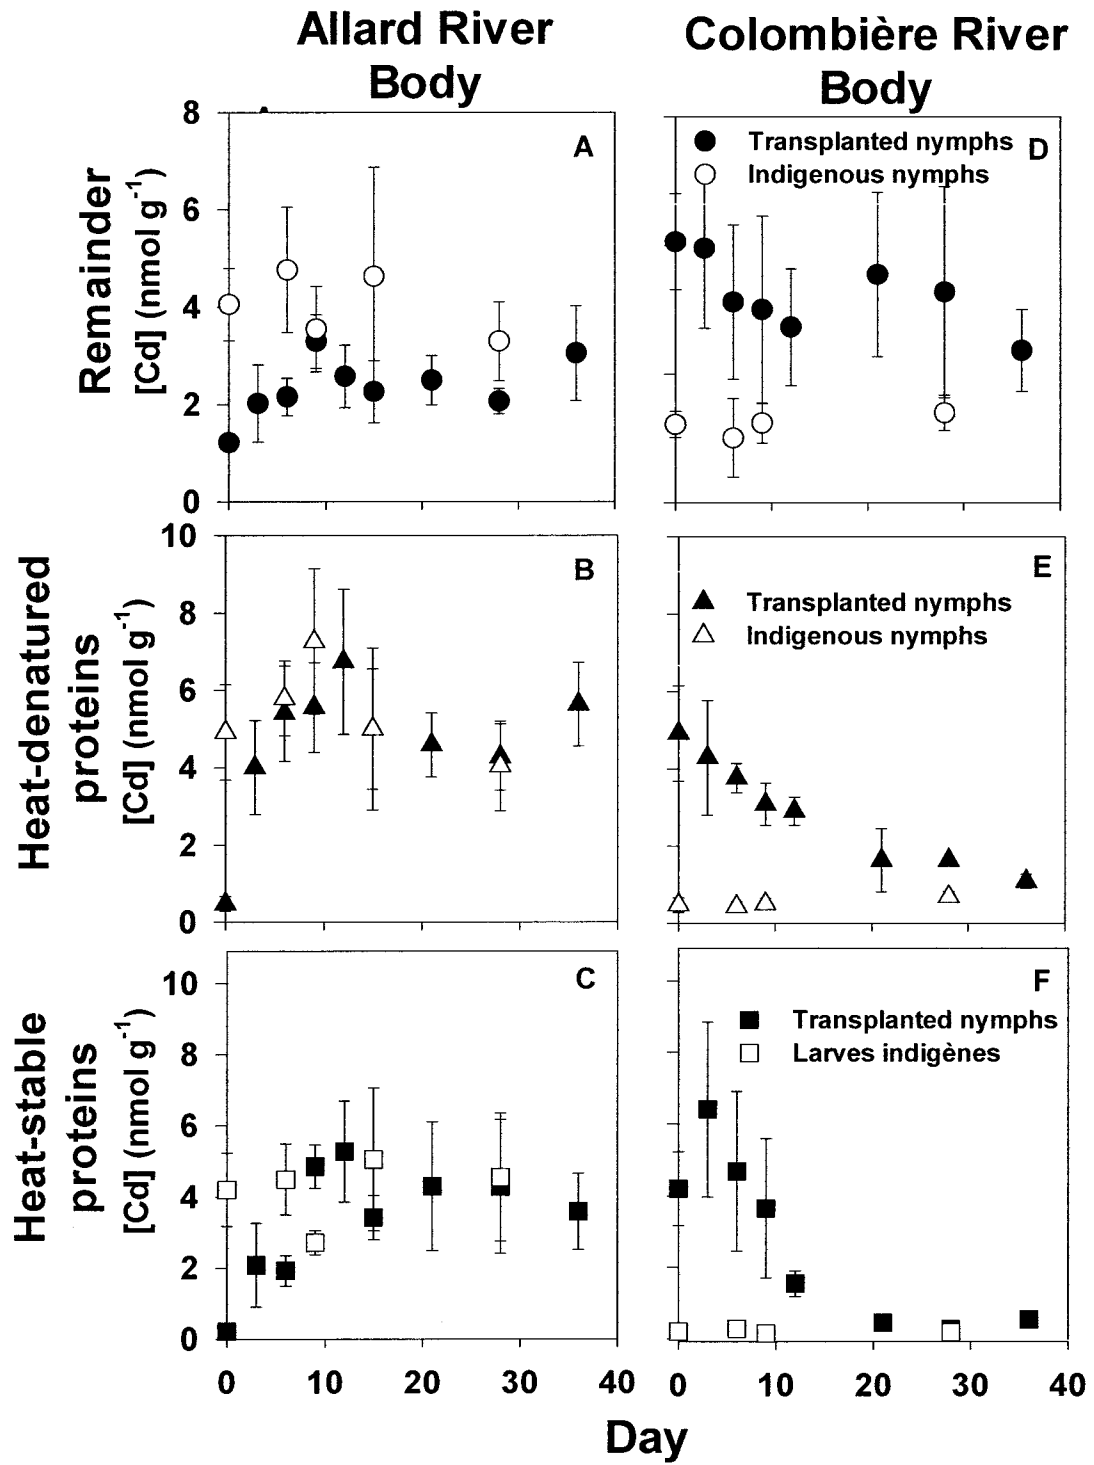 Allard River
Body
Colombière River
Body
Remainder
[Cd] (nmol g-1)
8
6
4
2
0
A
Transplanted nymphs
Indigenous nymphs
D
Heat-denatured
proteins
[Cd] (nmol g-1)
10
8
6
4
2
0
B
E
Transplanted nymphs
Indigenous nymphs
Heat-stable
proteins
[Cd] (nmol g-1)
10
8
6
4
2
0
C
F
Transplanted nymphs
Larves indigènes
0 10 20 30 40
0 10 20 30 40
Day